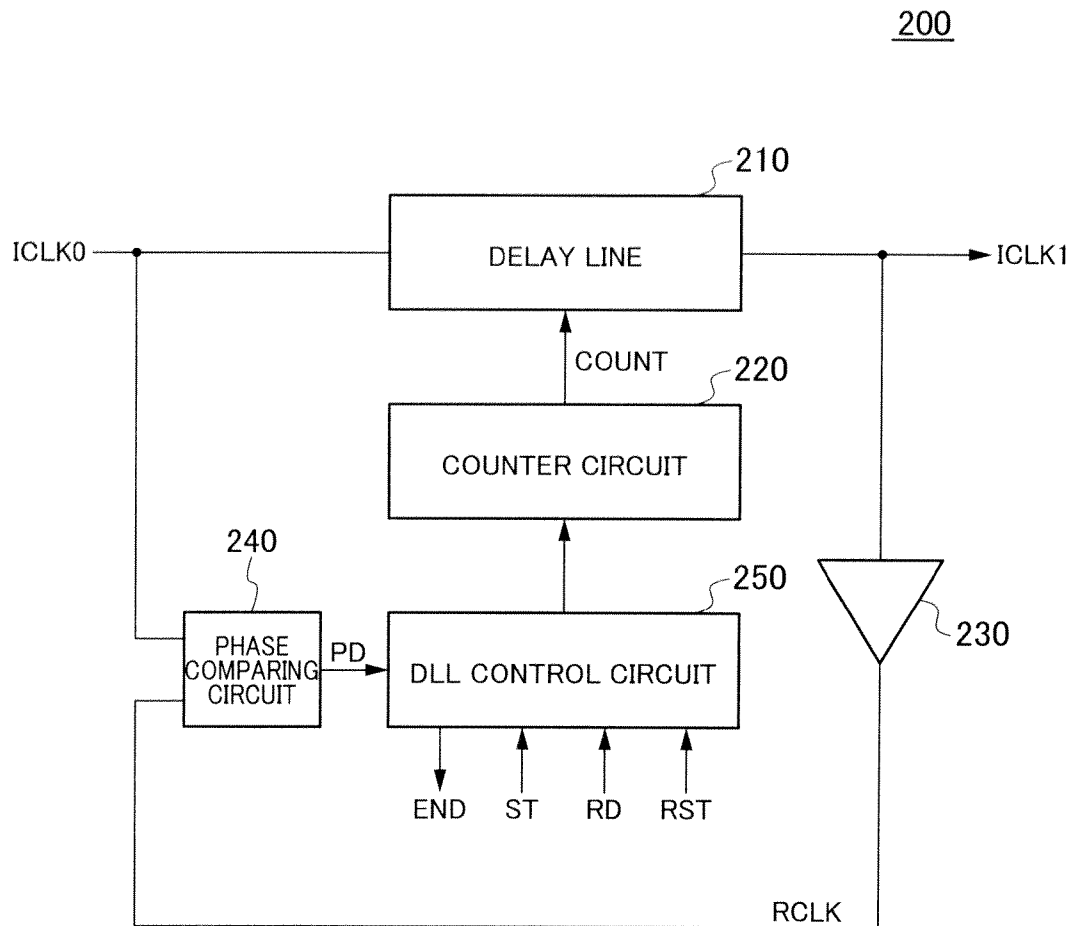 200
210
ICLK0
DELAY LINE
ICLK1
COUNT
220
COUNTER CIRCUIT
240
250
PHASE
COMPARING
CIRCUIT
PD
DLL CONTROL CIRCUIT
230
END
ST
RD
RST
RCLK